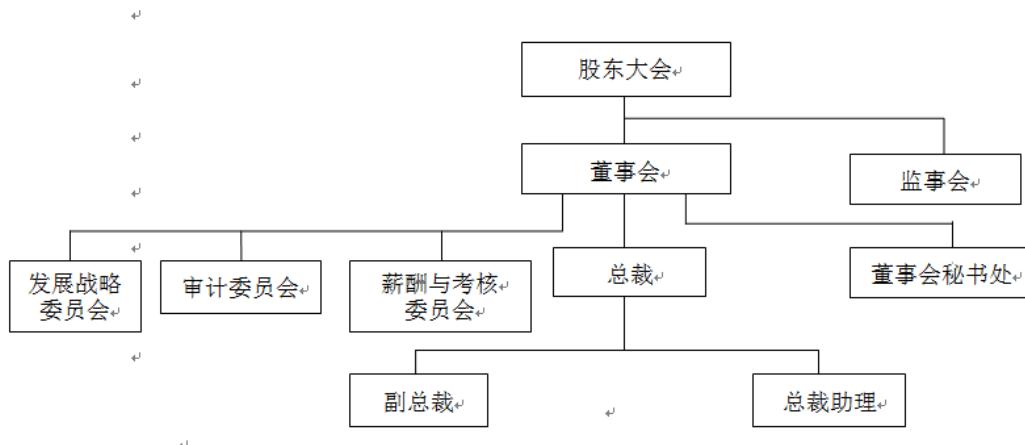 股东大会
董事会
监事会
发展战略
委员会
审计委员会
薪酬与考核
委员会
总裁
董事会秘书处
副总裁
总裁助理